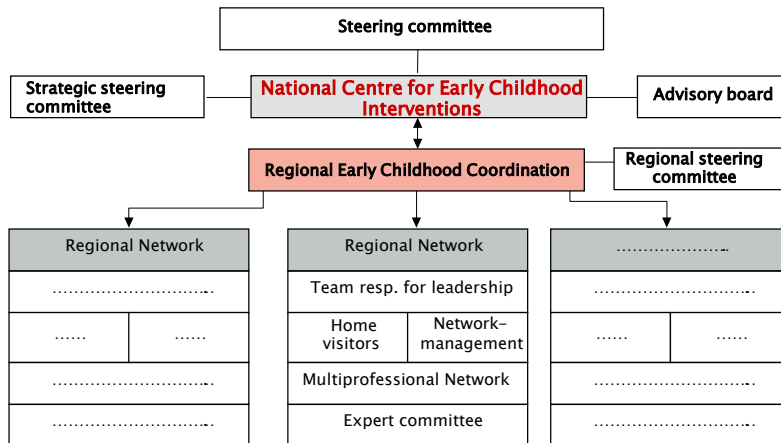 Steering committee
Strategic steering
committee
National Centre for Early Childhood
Interventions
Advisory board
Regional Early Childhood Coordination
Regional steering
committee
Regional Network
Regional Network
……………………..
…………………………..
Team resp. for leadership
…………………………..
……
……
Home
visitors
Network-
management
……
……
…………………………..
Multiprofessional Network
…………………………..
…………………………..
Expert committee
…………………………..